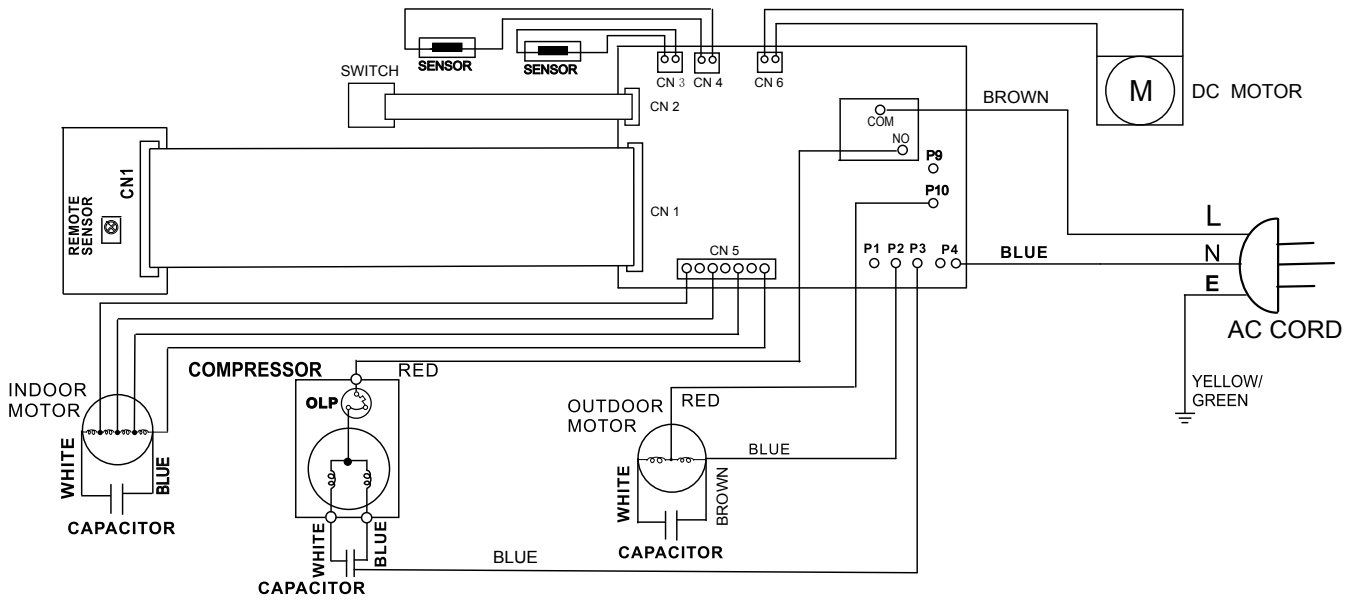 SENSOR
SENSOR
SWITCH
CN 3
CN 4
CN 6
M
DC MOTOR
CN 2
BROWN
COM
NO
P9
P10
REMOTE
SENSOR
CN1
CN 1
CN 5
P1
P2
P3
P4
BLUE
L
N
E
AC CORD
YELLOW/
GREEN
COMPRESSOR
RED
OLP
INDOOR
MOTOR
WHITE
BLUE
CAPACITOR
OUTDOOR
MOTOR
RED
BLUE
WHITE
BROWN
CAPACITOR
WHITE
BLUE
CAPACITOR
BLUE